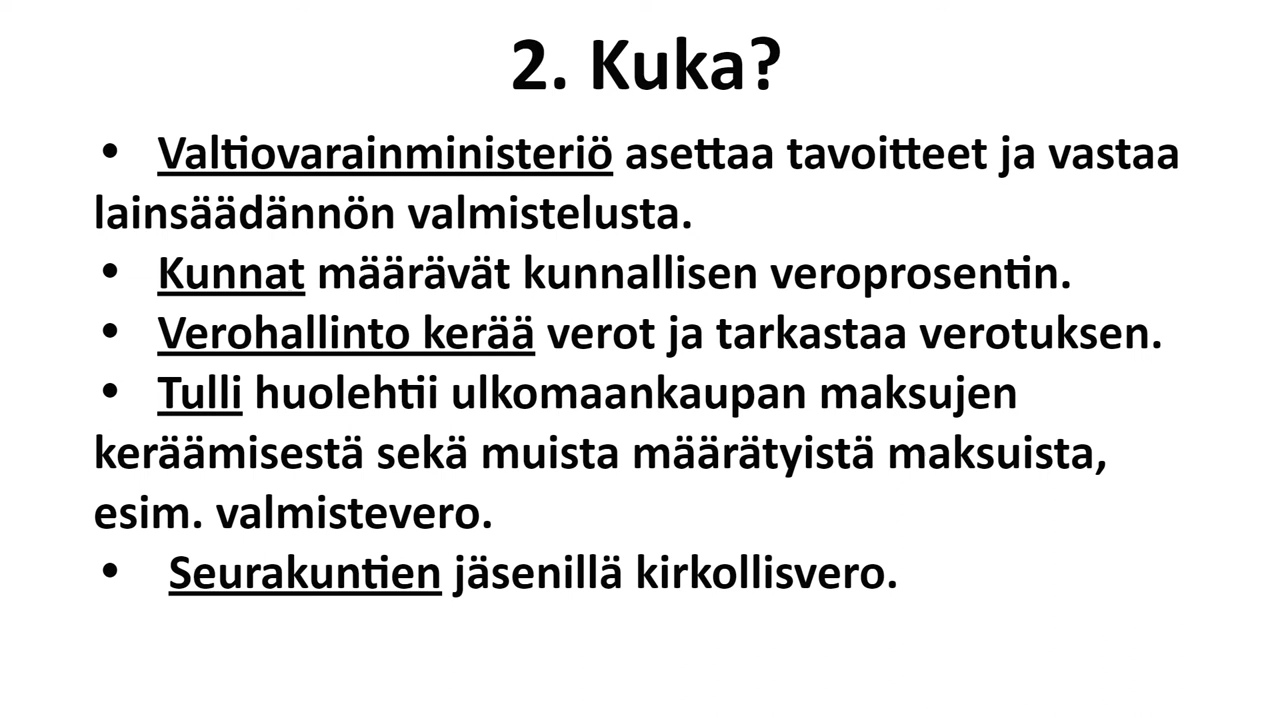 2. Kuka?
• Valtiovarainministeriö asettaa tavoitteet ja vastaa
lainsäädännön valmistelusta.
• Kunnat määrävät kunnallisen veroprosentin.
• Verohallinto kerää verot ja tarkastaa verotuksen.
• Tulli huolehtii ulkomaankaupan maksujen
keräämisestä sekä muista määrätyistä maksuista,
esim. valmistevero.
• Seurakuntien jäsenillä kirkollisvero.